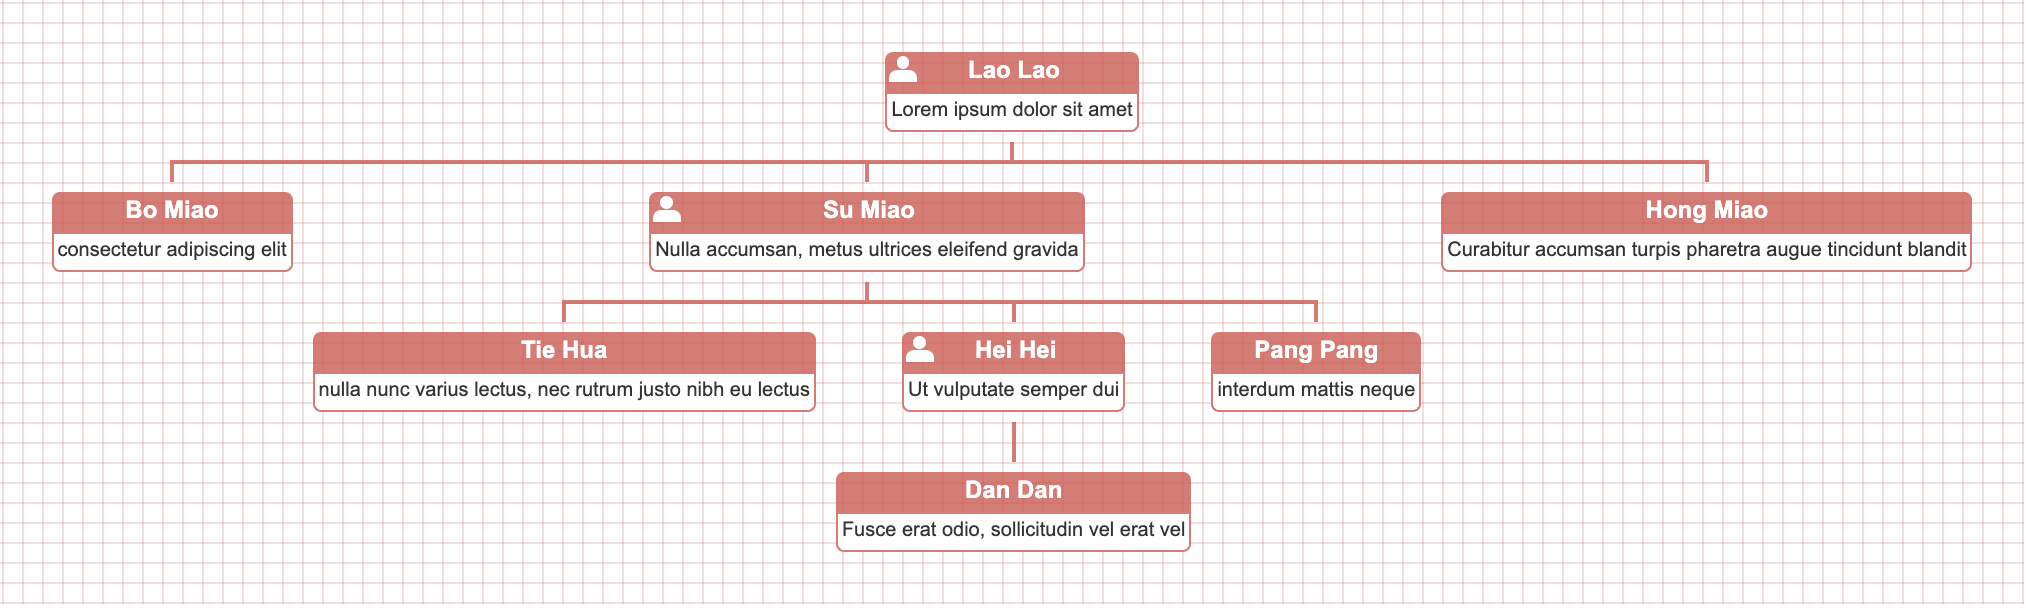 Lao Lao
Lorem ipsum dolor sit amet
Bo Miao
consectetur adipiscing elit
Su Miao
Nulla accumsan, metus ultrices eleifend gravida
Hong Miao
Curabitur accumsan turpis pharetra augue tincidunt blandit
Tie Hua
nulla nunc varius lectus, nec rutrum justo nibh eu lectus
Hei Hei
Ut vulputate semper dui
Pang Pang
interdum mattis neque
Dan Dan
Fusce erat odio, sollicitudin vel erat vel